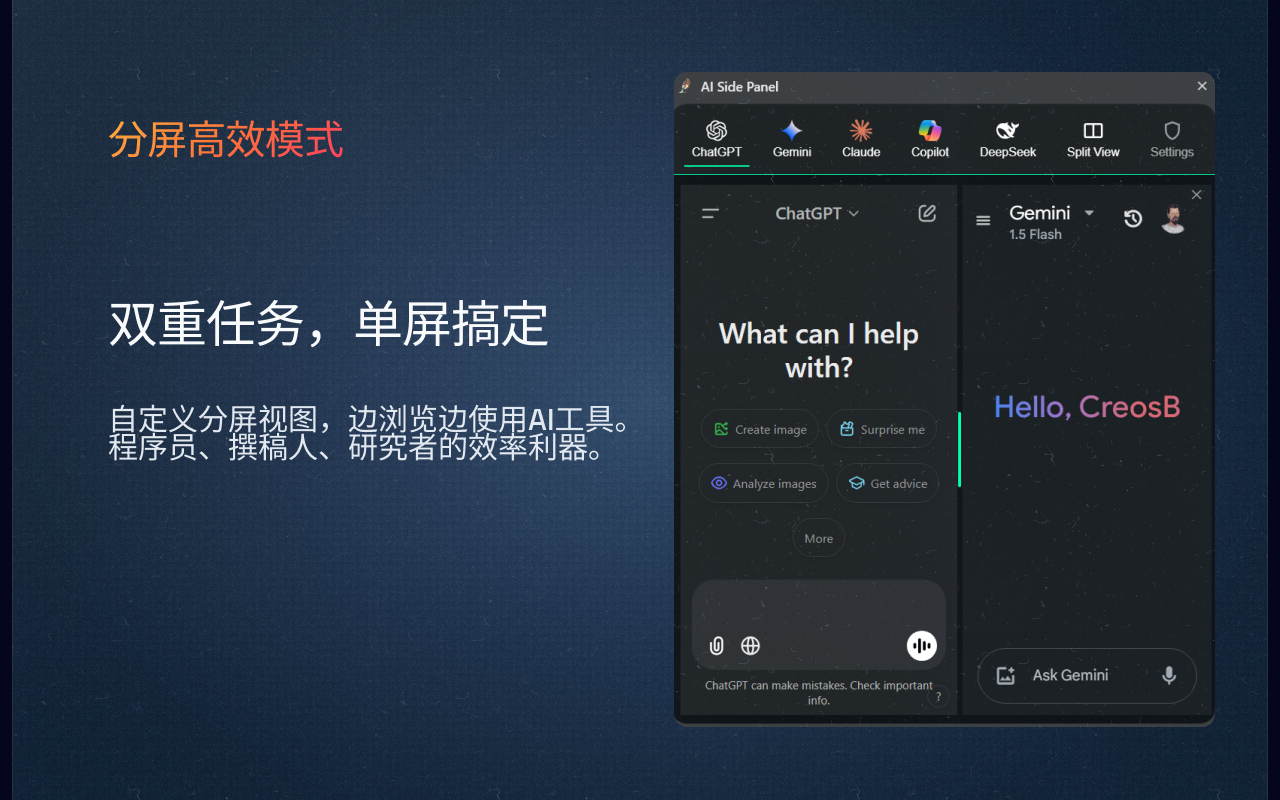 分屏高效模式
双重任务，单屏搞定
自定义分屏视图，边浏览边使用AI工具。
程序员、撰稿人、研究者的效率利器。
AI Side Panel
ChatGPT
Gemini
Claude
Copilot
DeepSeek
Split View
Settings
ChatGPT
What can I help
with?
Create image
Surprise me
Analyze images
Get advice
More
ChatGPT can make mistakes. Check important
info.
?
Gemini
1.5 Flash
Hello, CreosB
Ask Gemini